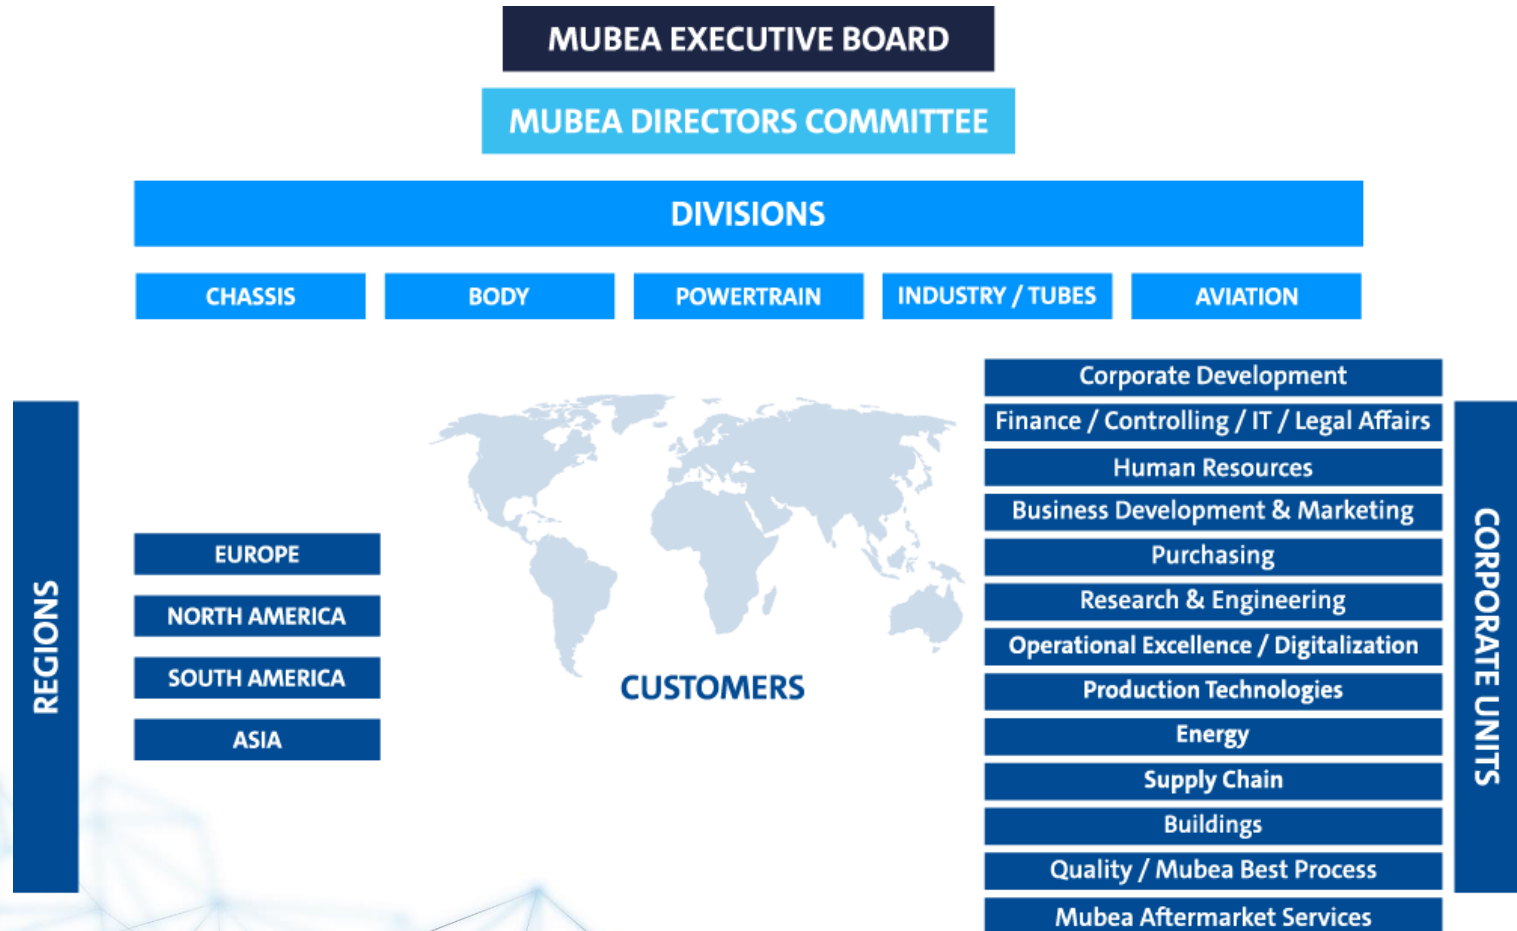 MUBEA EXECUTIVE BOARD
MUBEA DIRECTORS COMMITTEE
DIVISIONS
CHASSIS
BODY
POWERTRAIN
INDUSTRY / TUBES
AVIATION
REGIONS
EUROPE
NORTH AMERICA
SOUTH AMERICA
ASIA
CUSTOMERS
Corporate Development
Finance / Controlling / IT / Legal Affairs
Human Resources
Business Development & Marketing
Purchasing
Research & Engineering
Operational Excellence / Digitalization
Production Technologies
Energy
Supply Chain
Buildings
Quality / Mubea Best Process
Mubea Aftermarket Services
CORPORATE UNITS